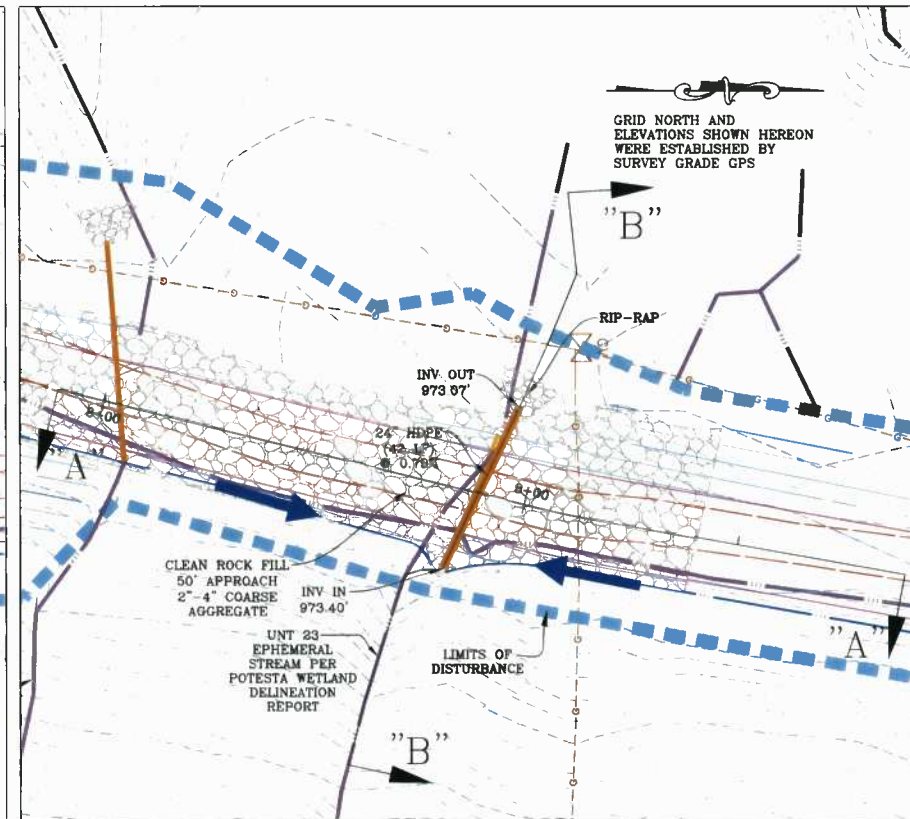 GRID NORTH AND
ELEVATIONS SHOWN HEREON
WERE ESTABLISHED BY
SURVEY GRADE GPS
"B"
RIP-RAP
INV OUT
973.07'
24" HDPE
8+00
"A"
CLEAN ROCK FILL
50' APPROACH
2"-4" COARSE
AGGREGATE
INV IN
973.40'
UNT 23
EPHEMERAL
STREAM PER
POTESTA WETLAND
DELINEATION
REPORT
LIMITS OF
DISTURBANCE
"A"
"B"